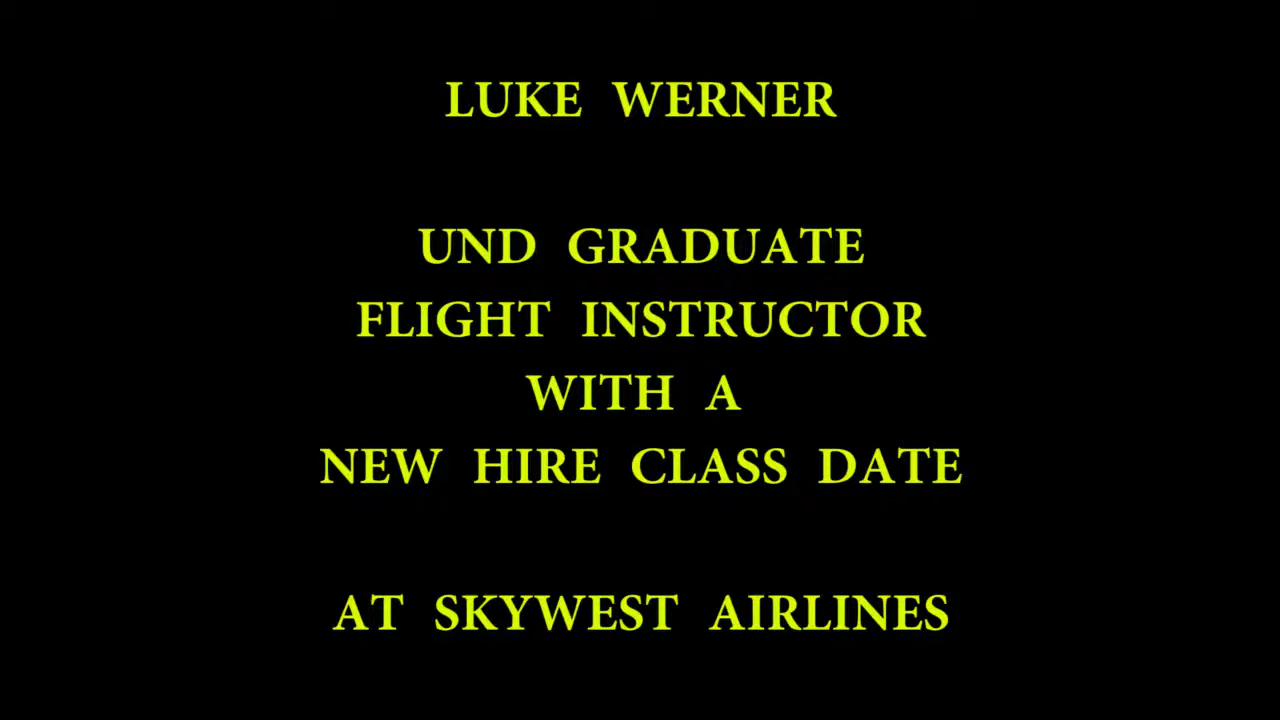 LUKE WERNER
UND GRADUATE
FLIGHT INSTRUCTOR
WITH A
NEW HIRE CLASS DATE
AT SKYWEST AIRLINES